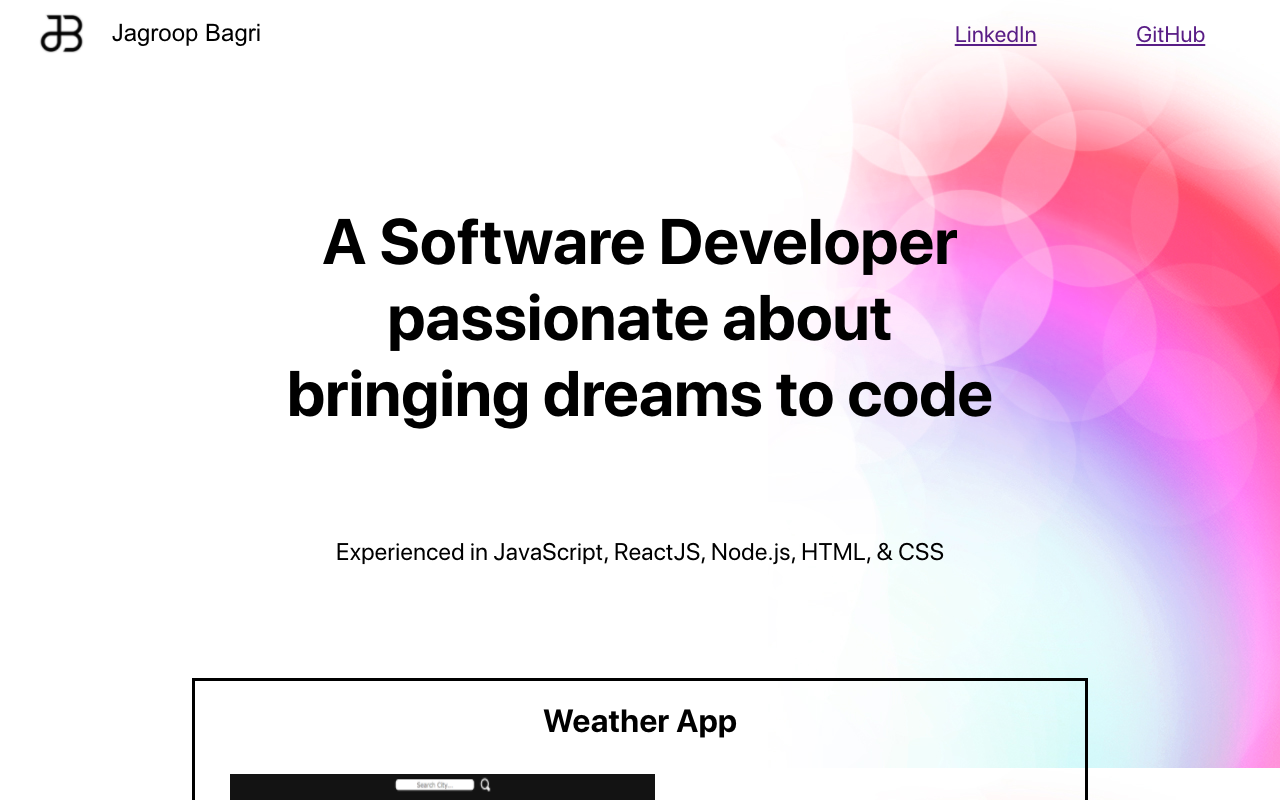 JB
Jagroop Bagri
LinkedIn
GitHub
A Software Developer
passionate about
bringing dreams to code
Experienced in JavaScript, ReactJS, Node.js, HTML, & CSS
Weather App
Search City...